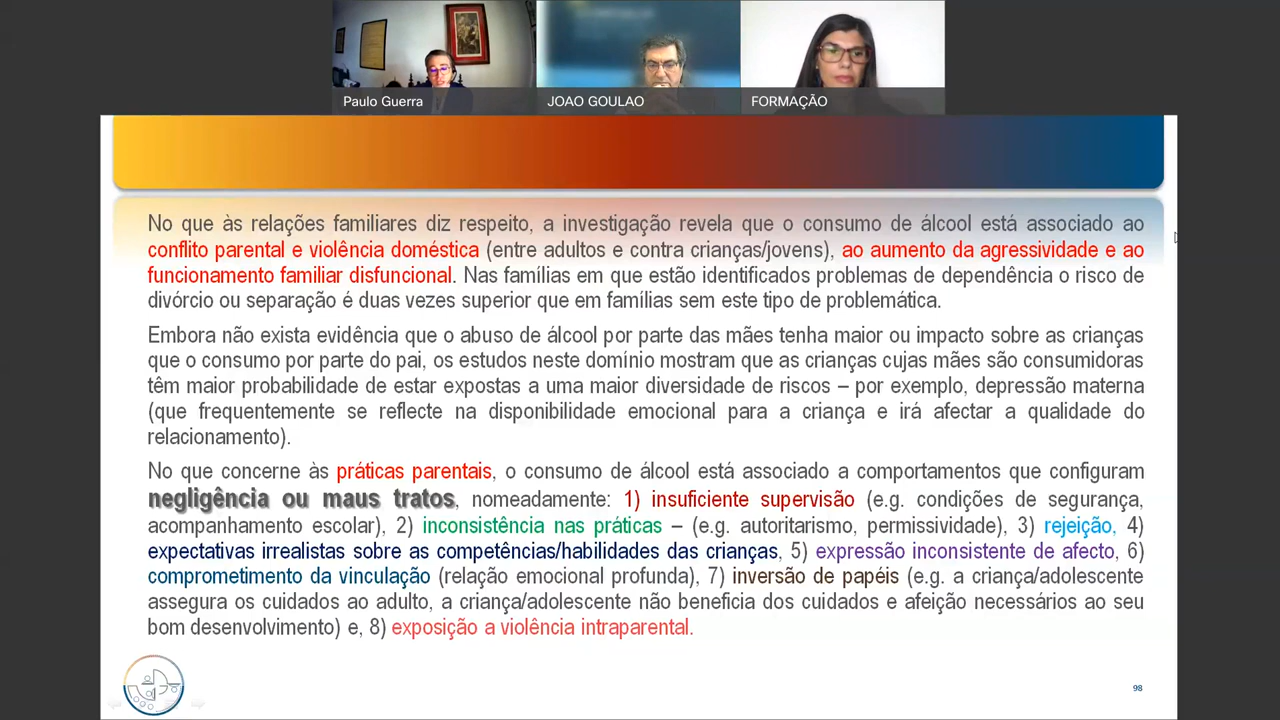 Paulo Guerra
JOAO GOULAO
FORMAÇÃO
No que às relações familiares diz respeito, a investigação revela que o consumo de álcool está associado ao
conflito parental e violência doméstica (entre adultos e contra crianças/jovens), ao aumento da agressividade e ao
funcionamento familiar disfuncional. Nas famílias em que estão identificados problemas de dependência o risco de
divórcio ou separação é duas vezes superior que em famílias sem este tipo de problemática.
Embora não exista evidência que o abuso de álcool por parte das mães tenha maior ou impacto sobre as crianças
que o consumo por parte do pai, os estudos neste domínio mostram que as crianças cujas mães são consumidoras
têm maior probabilidade de estar expostas a uma maior diversidade de riscos – por exemplo, depressão materna
(que frequentemente se reflecte na disponibilidade emocional para a criança e irá afectar a qualidade do
relacionamento).
No que concerne às práticas parentais, o consumo de álcool está associado a comportamentos que configuram
negligência ou maus tratos, nomeadamente: 1) insuficiente supervisão (e.g. condições de segurança,
acompanhamento escolar), 2) inconsistência nas práticas – (e.g. autoritarismo, permissividade), 3) rejeição, 4)
expectativas irrealistas sobre as competências/habilidades das crianças, 5) expressão inconsistente de afecto, 6)
comprometimento da vinculação (relação emocional profunda), 7) inversão de papéis (e.g. a criança/adolescente
assegura os cuidados ao adulto, a criança/adolescente não beneficia dos cuidados e afeição necessários ao seu
bom desenvolvimento) e, 8) exposição a violência intraparental.
98